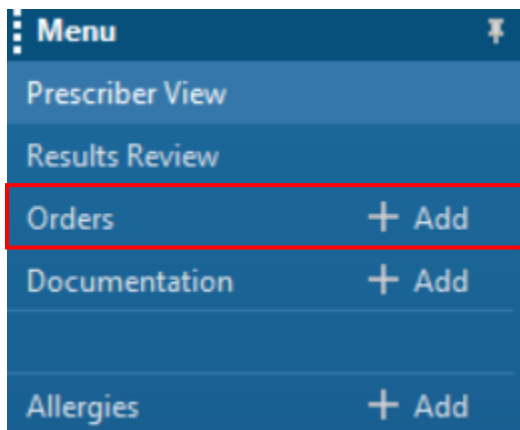 Menu
Prescriber View
Results Review
Orders + Add
Documentation + Add
Allergies + Add